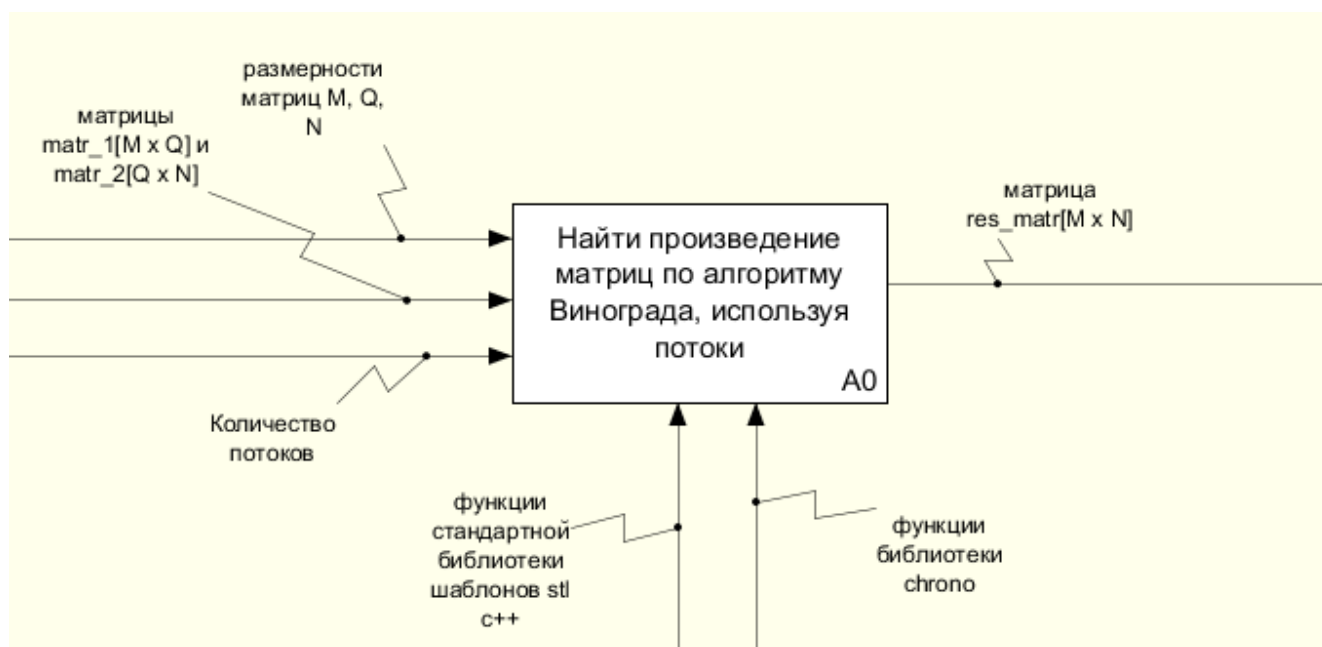 размерности
матриц M, Q,
N
матрицы
matr_1[M x Q] и
matr_2[Q x N]
Найти произведение
матриц по алгоритму
Винограда, используя
потоки
A0
матрица
res_matr[M x N]
Количество
потоков
функции
стандартной
библиотеки
шаблонов stl
c++
функции
библиотеки
chrono